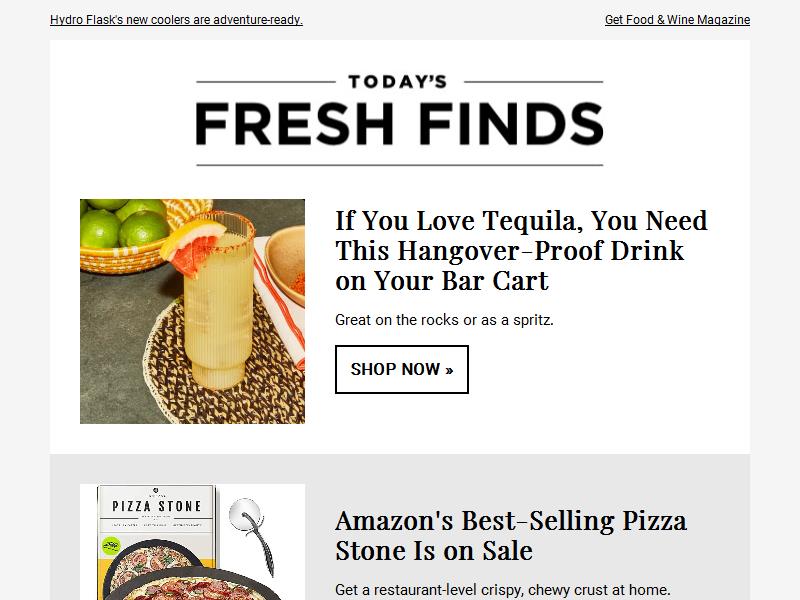 Hydro Flask's new coolers are adventure-ready.
Get Food & Wine Magazine
TODAY'S
FRESH FINDS
If You Love Tequila, You Need
This Hangover-Proof Drink
on Your Bar Cart
Great on the rocks or as a spritz.
SHOP NOW »
PIZZA STONE
Amazon's Best-Selling Pizza
Stone Is on Sale
Get a restaurant-level crispy, chewy crust at home.